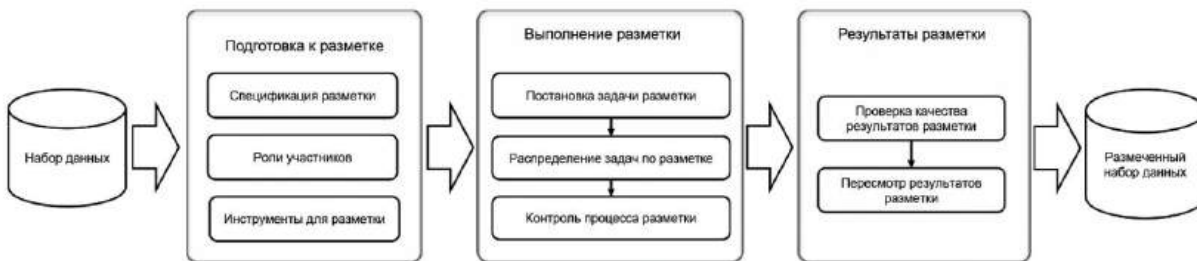 Набор данных
Подготовка к разметке
Спецификация разметки
Роли участников
Инструменты для разметки
Выполнение разметки
Постановка задачи разметки
Распределение задач по разметке
Контроль процесса разметки
Результаты разметки
Проверка качества
результатов разметки
Пересмотр результатов
разметки
Размеченный
набор данных